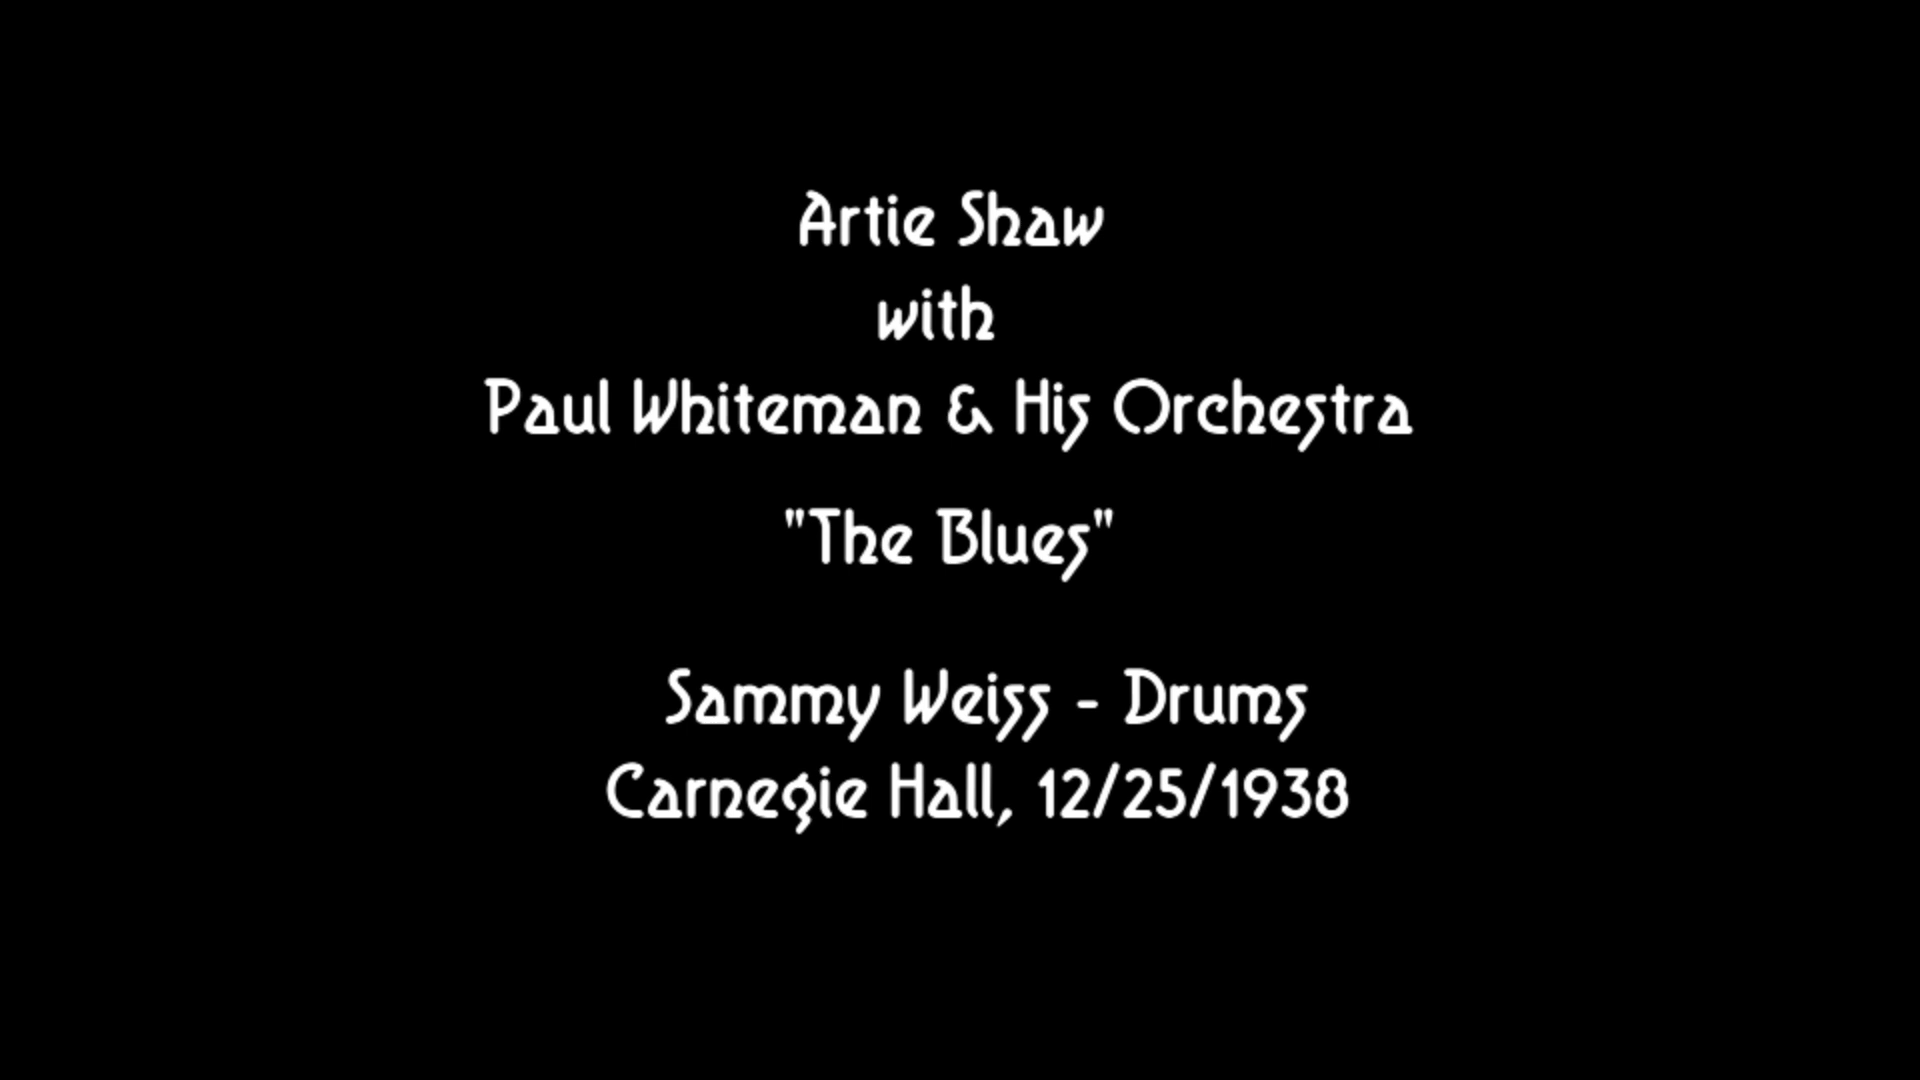 Artie Shaw
with
Paul Whiteman & His Orchestra
"The Blues"
Sammy Weiss - Drums
Carnegie Hall, 12/25/1938